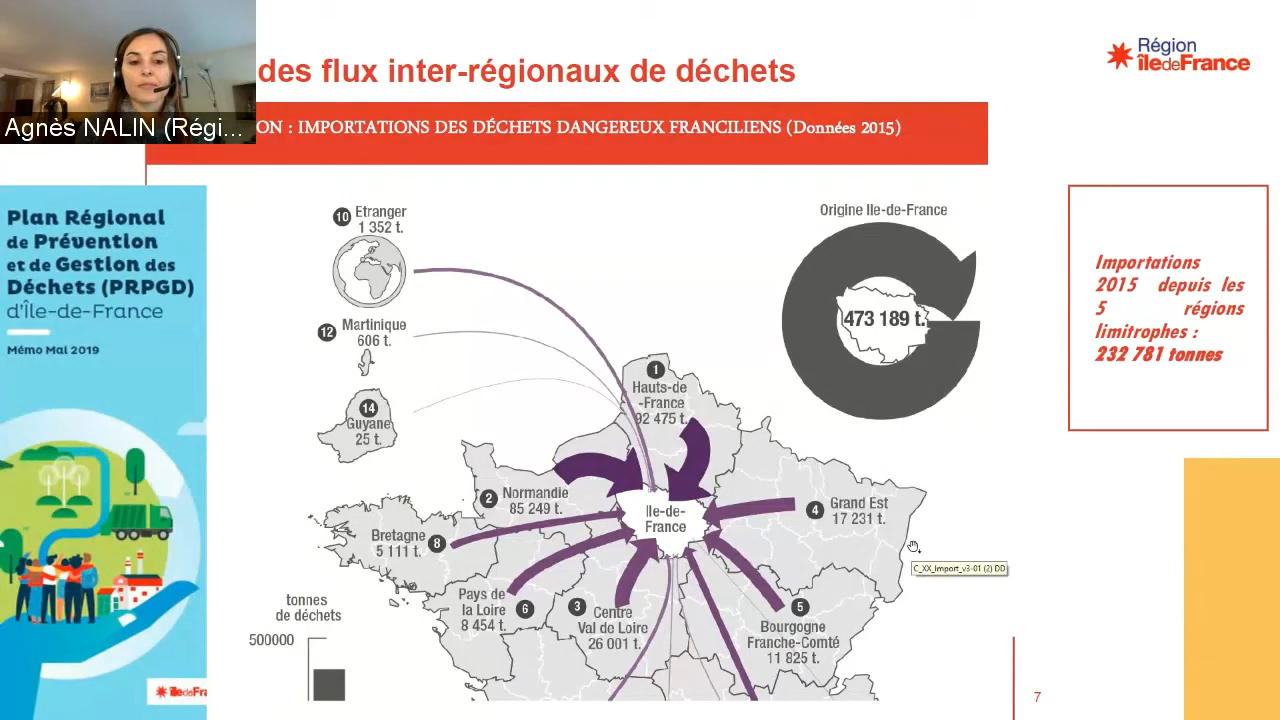 Agnès NALIN (Régi...
des flux inter-régionaux de déchets
Région
îledeFrance
ON : IMPORTATIONS DES DÉCHETS DANGEREUX FRANCILIENS (Données 2015)
Plan Régional
de Prévention
et de Gestion des
Déchets (PRPGD)
d'Île-de-France
Mémo Mai 2019
îledeFra
10 Etranger
1 352 t.
12 Martinique
606 t.
14
Guyane
25 t.
Origine Ile-de-France
473 189 t.
1
Hauts-de
-France
92 475 t.
2 Normandie
85 249 t.
Ile-de-
France
4 Grand Est
17 231 t.
Bretagne 8
5 111 t.
Pays de
la Loire 6
8 454 t.
3 Centre
Val de Loire
26 001 t.
5
Bourgogne
Franche-Comté
11 825 t.
C_XX_Import_v3-01 (2) DD
tonnes
de déchets
500000
Importations
2015 depuis les
5 régions
limitrophes :
232 781 tonnes
7